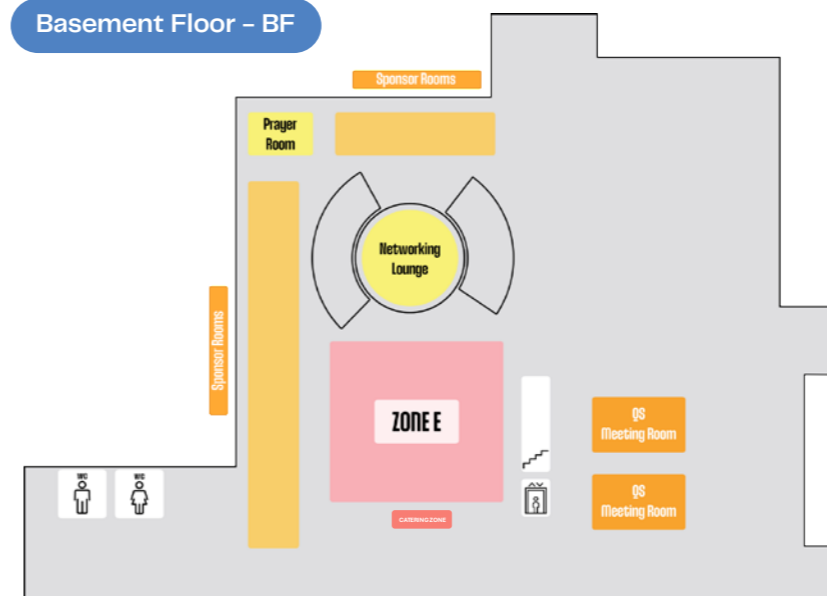 Basement Floor – BF
Sponsor Rooms
Prayer
Room
Networking
Lounge
Sponsor Rooms
ZONE E
QS
Meeting Room
WC
WC
QS
Meeting Room
CATERING ZONE